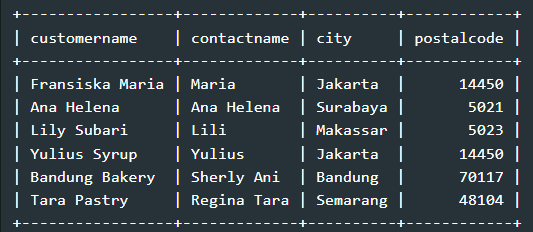 +-----------------+--------------+-----------+------------+
| customername    | contactname  | city      | postalcode |
+-----------------+--------------+-----------+------------+
| Fransiska Maria | Maria        | Jakarta   |      14450 |
| Ana Helena      | Ana Helena   | Surabaya  |       5021 |
| Lily Subari     | Lili         | Makassar  |       5023 |
| Yulius Syrup    | Yulius       | Jakarta   |      14450 |
| Bandung Bakery  | Sherly Ani   | Bandung   |      70117 |
| Tara Pastry     | Regina Tara  | Semarang  |      48104 |
+-----------------+--------------+-----------+------------+